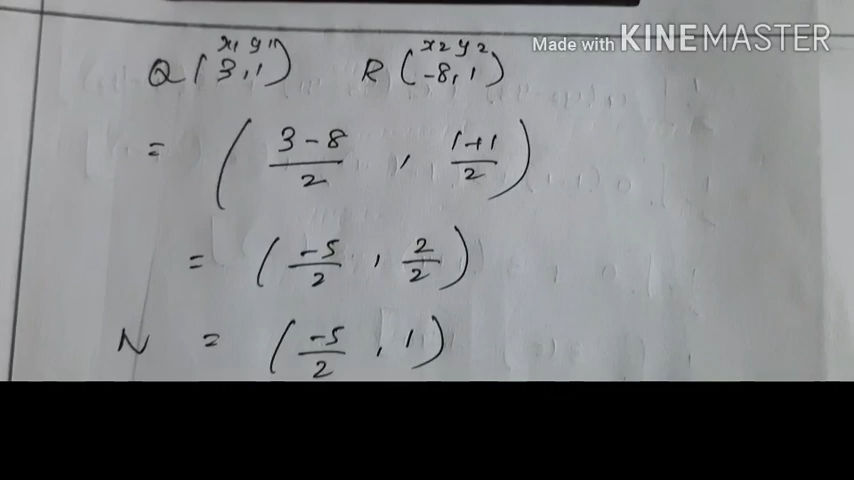 Made with KINEMASTER
x₁ y₁ x₂ y₂
Q (3,1) R (-8,1)
= ( 3-8/2 , 1+1/2 )
= ( -5/2 , 2/2 )
N = ( -5/2 , 1 )